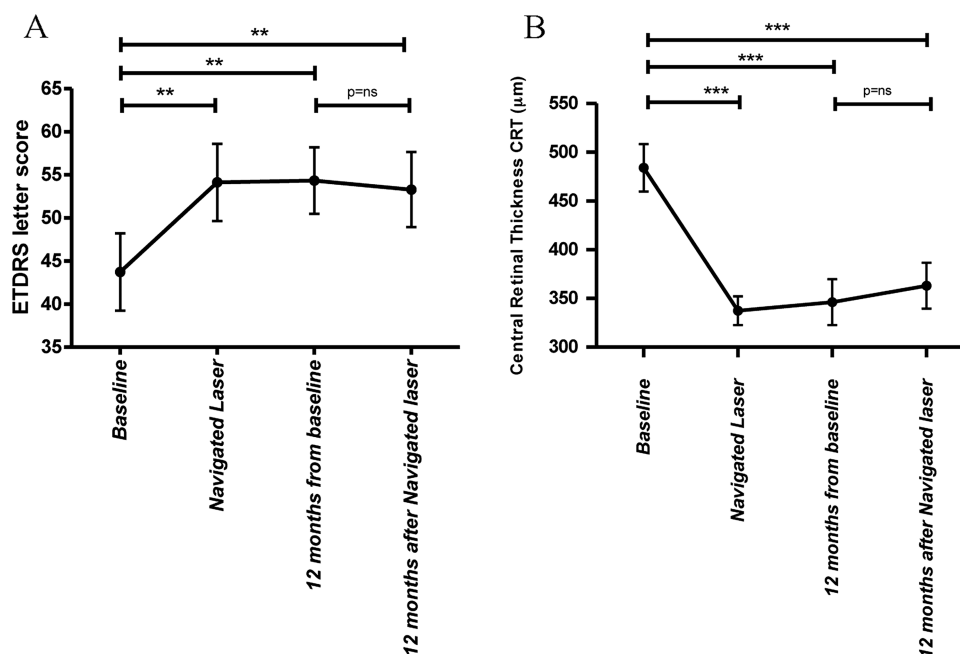 A
**
**
**
p=ns
ETDRS letter score
65
60
55
50
45
40
35
Baseline
Navigated Laser
12 months from baseline
12 months after Navigated laser
B
***
***
***
p=ns
Central Retinal Thickness CRT (μm)
550
500
450
400
350
300
Baseline
Navigated Laser
12 months from baseline
12 months after Navigated laser